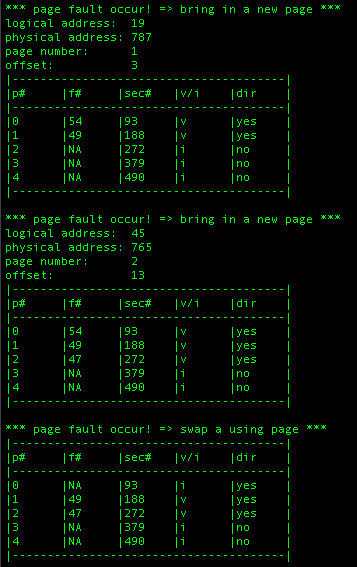 *** page fault occur! => bring in a new page ***
logical address:  19
physical address: 787
page number:      1
offset:           3
|---------------------------------------|
|p#     |f#     |sec#   |v/i    |dir    |
|---------------------------------------|
|0      |54     |93     |v      |yes    |
|1      |49     |188    |v      |yes    |
|2      |NA     |272    |i      |no     |
|3      |NA     |379    |i      |no     |
|4      |NA     |490    |i      |no     |
|---------------------------------------|
*** page fault occur! => bring in a new page ***
logical address:  45
physical address: 765
page number:      2
offset:           13
|---------------------------------------|
|p#     |f#     |sec#   |v/i    |dir    |
|---------------------------------------|
|0      |54     |93     |v      |yes    |
|1      |49     |188    |v      |yes    |
|2      |47     |272    |v      |yes    |
|3      |NA     |379    |i      |no     |
|4      |NA     |490    |i      |no     |
|---------------------------------------|
*** page fault occur! => swap a using page ***
|---------------------------------------|
|p#     |f#     |sec#   |v/i    |dir    |
|---------------------------------------|
|0      |NA     |93     |i      |yes    |
|1      |49     |188    |v      |yes    |
|2      |47     |272    |v      |yes    |
|3      |NA     |379    |i      |no     |
|4      |NA     |490    |i      |no     |
|---------------------------------------|